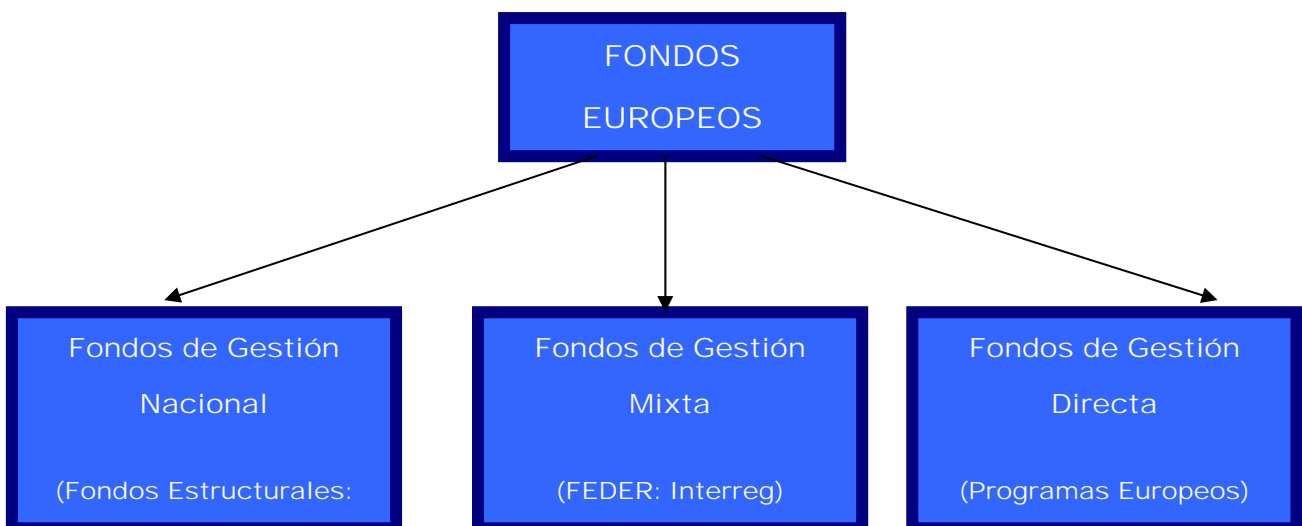 FONDOS
EUROPEOS
Fondos de Gestión
Nacional
(Fondos Estructurales:
Fondos de Gestión
Mixta
(FEDER: Interreg)
Fondos de Gestión
Directa
(Programas Europeos)